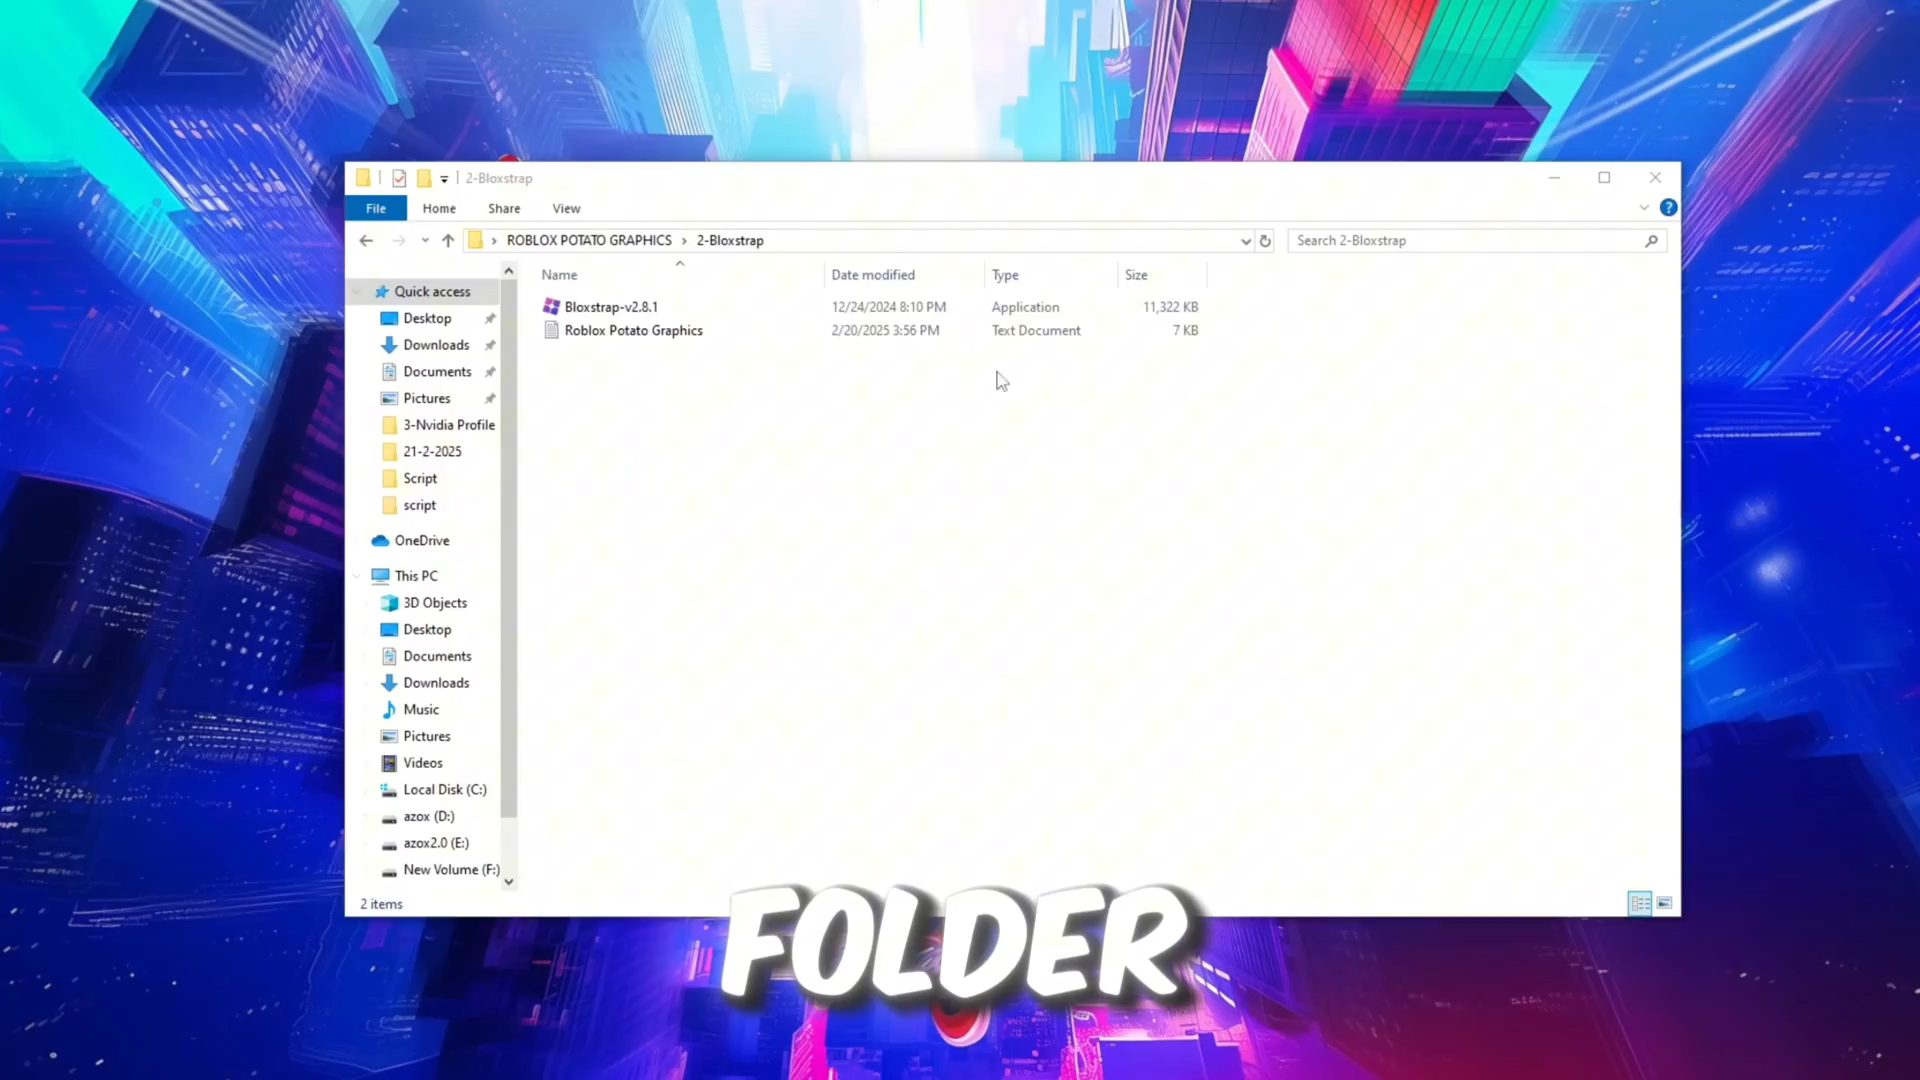 2-Bloxstrap
File Home Share View
ROBLOX POTATO GRAPHICS > 2-Bloxstrap
Search 2-Bloxstrap
Name Date modified Type Size
Bloxstrap-v2.8.1 12/24/2024 8:10 PM Application 11,322 KB
Roblox Potato Graphics 2/20/2025 3:56 PM Text Document 7 KB
Quick access
Desktop
Downloads
Documents
Pictures
3-Nvidia Profile
21-2-2025
Script
script
OneDrive
This PC
3D Objects
Desktop
Documents
Downloads
Music
Pictures
Videos
Local Disk (C:)
azox (D:)
azox2.0 (E:)
New Volume (F:)
2 items
FOLDER